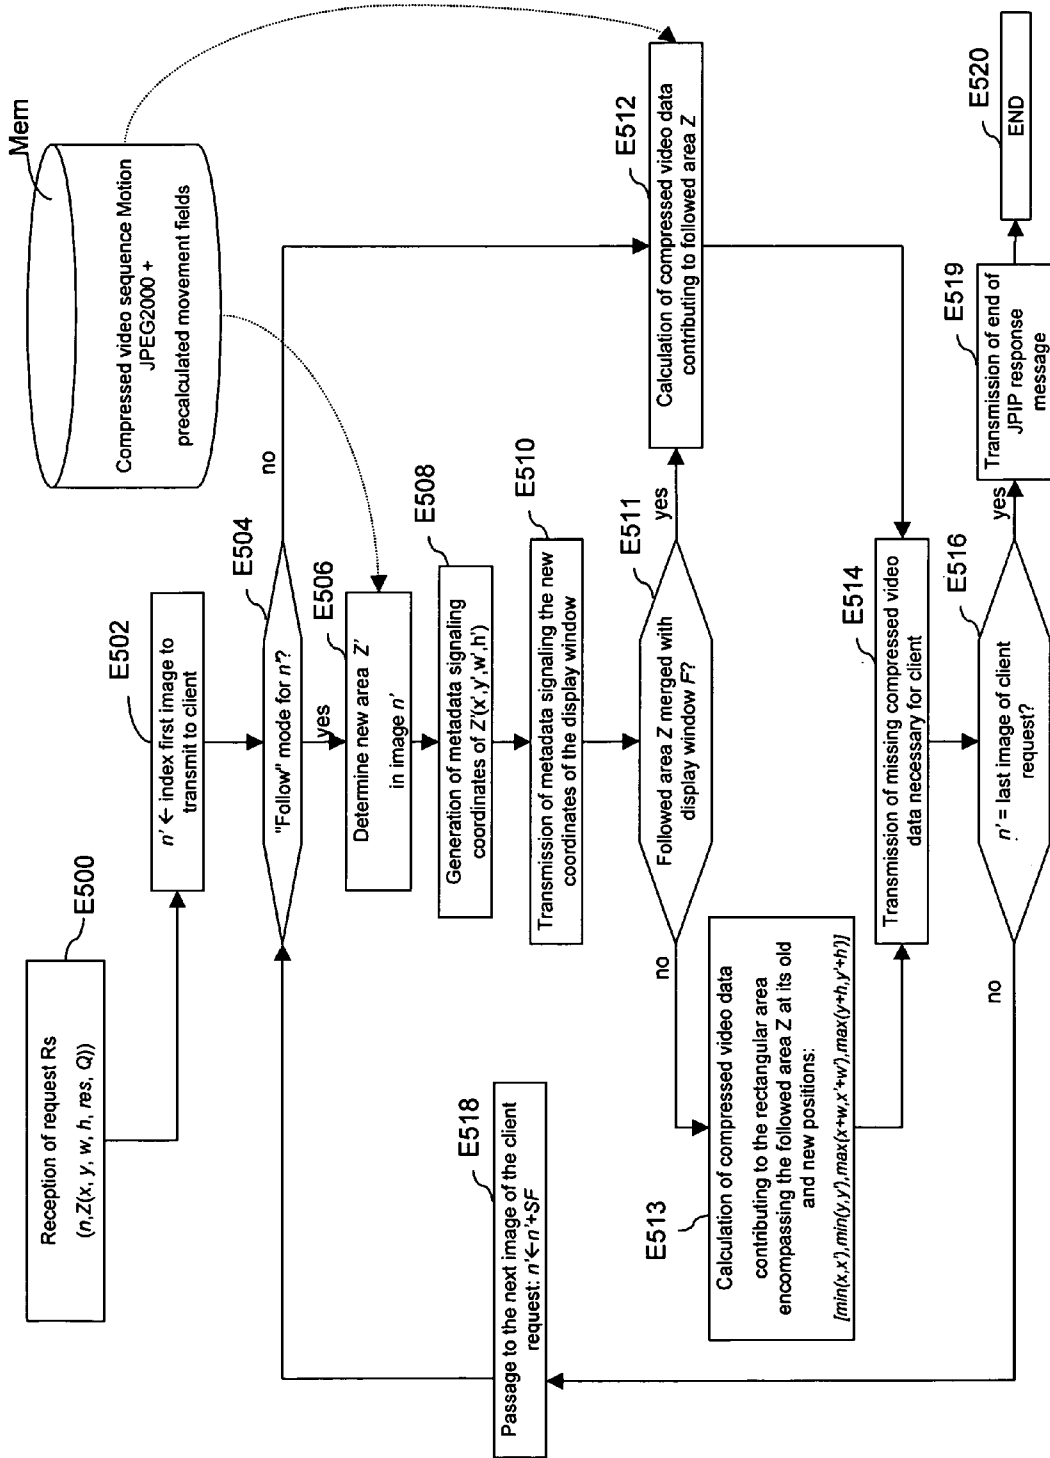 E500
Reception of request Rs
(n,Z(x, y, w, h, res, Q))
E502
n' ← index first image to
transmit to client
Mem
Compressed video sequence Motion
JPEG2000 +
precalculated movement fields
E504
"Follow" mode for n'?
no
yes
E506
Determine new area Z'
in image n'
E508
Generation of metadata signaling
coordinates of Z'(x',y',w',h')
E510
Transmission of metadata signaling the new
coordinates of the display window
E511
Followed area Z merged with
display window F?
yes
no
E512
Calculation of compressed video data
contributing to followed area Z
E513
Calculation of compressed video data
contributing to the rectangular area
encompassing the followed area Z at its old
and new positions:
[min(x,x'),min(y,y'),max(x+w,x'+w'),max(y+h,y'+h')]
E514
Transmission of missing compressed video
data necessary for client
E516
n' = last image of client
request?
yes
no
E518
Passage to the next image of the client
request: n'←n'+SF
E519
Transmission of end of
JPIP response
message
E520
END